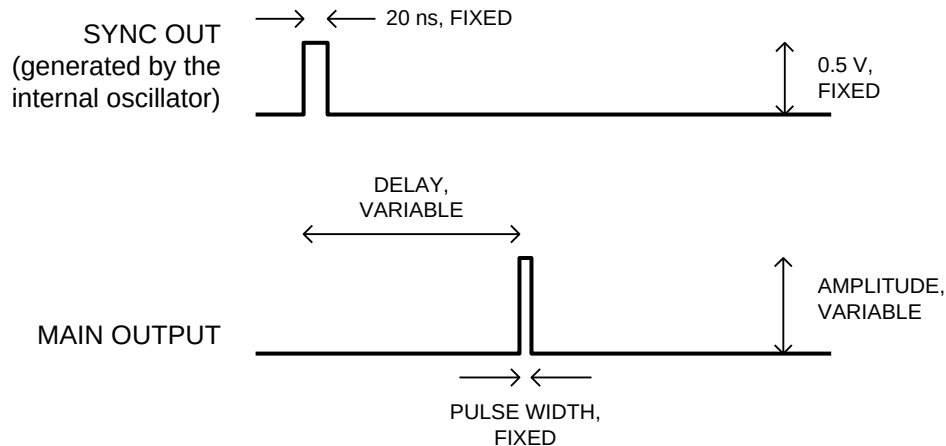 SYNC OUT
(generated by the
internal oscillator)
20 ns, FIXED
0.5 V,
FIXED
DELAY,
VARIABLE
MAIN OUTPUT
AMPLITUDE,
VARIABLE
PULSE WIDTH,
FIXED